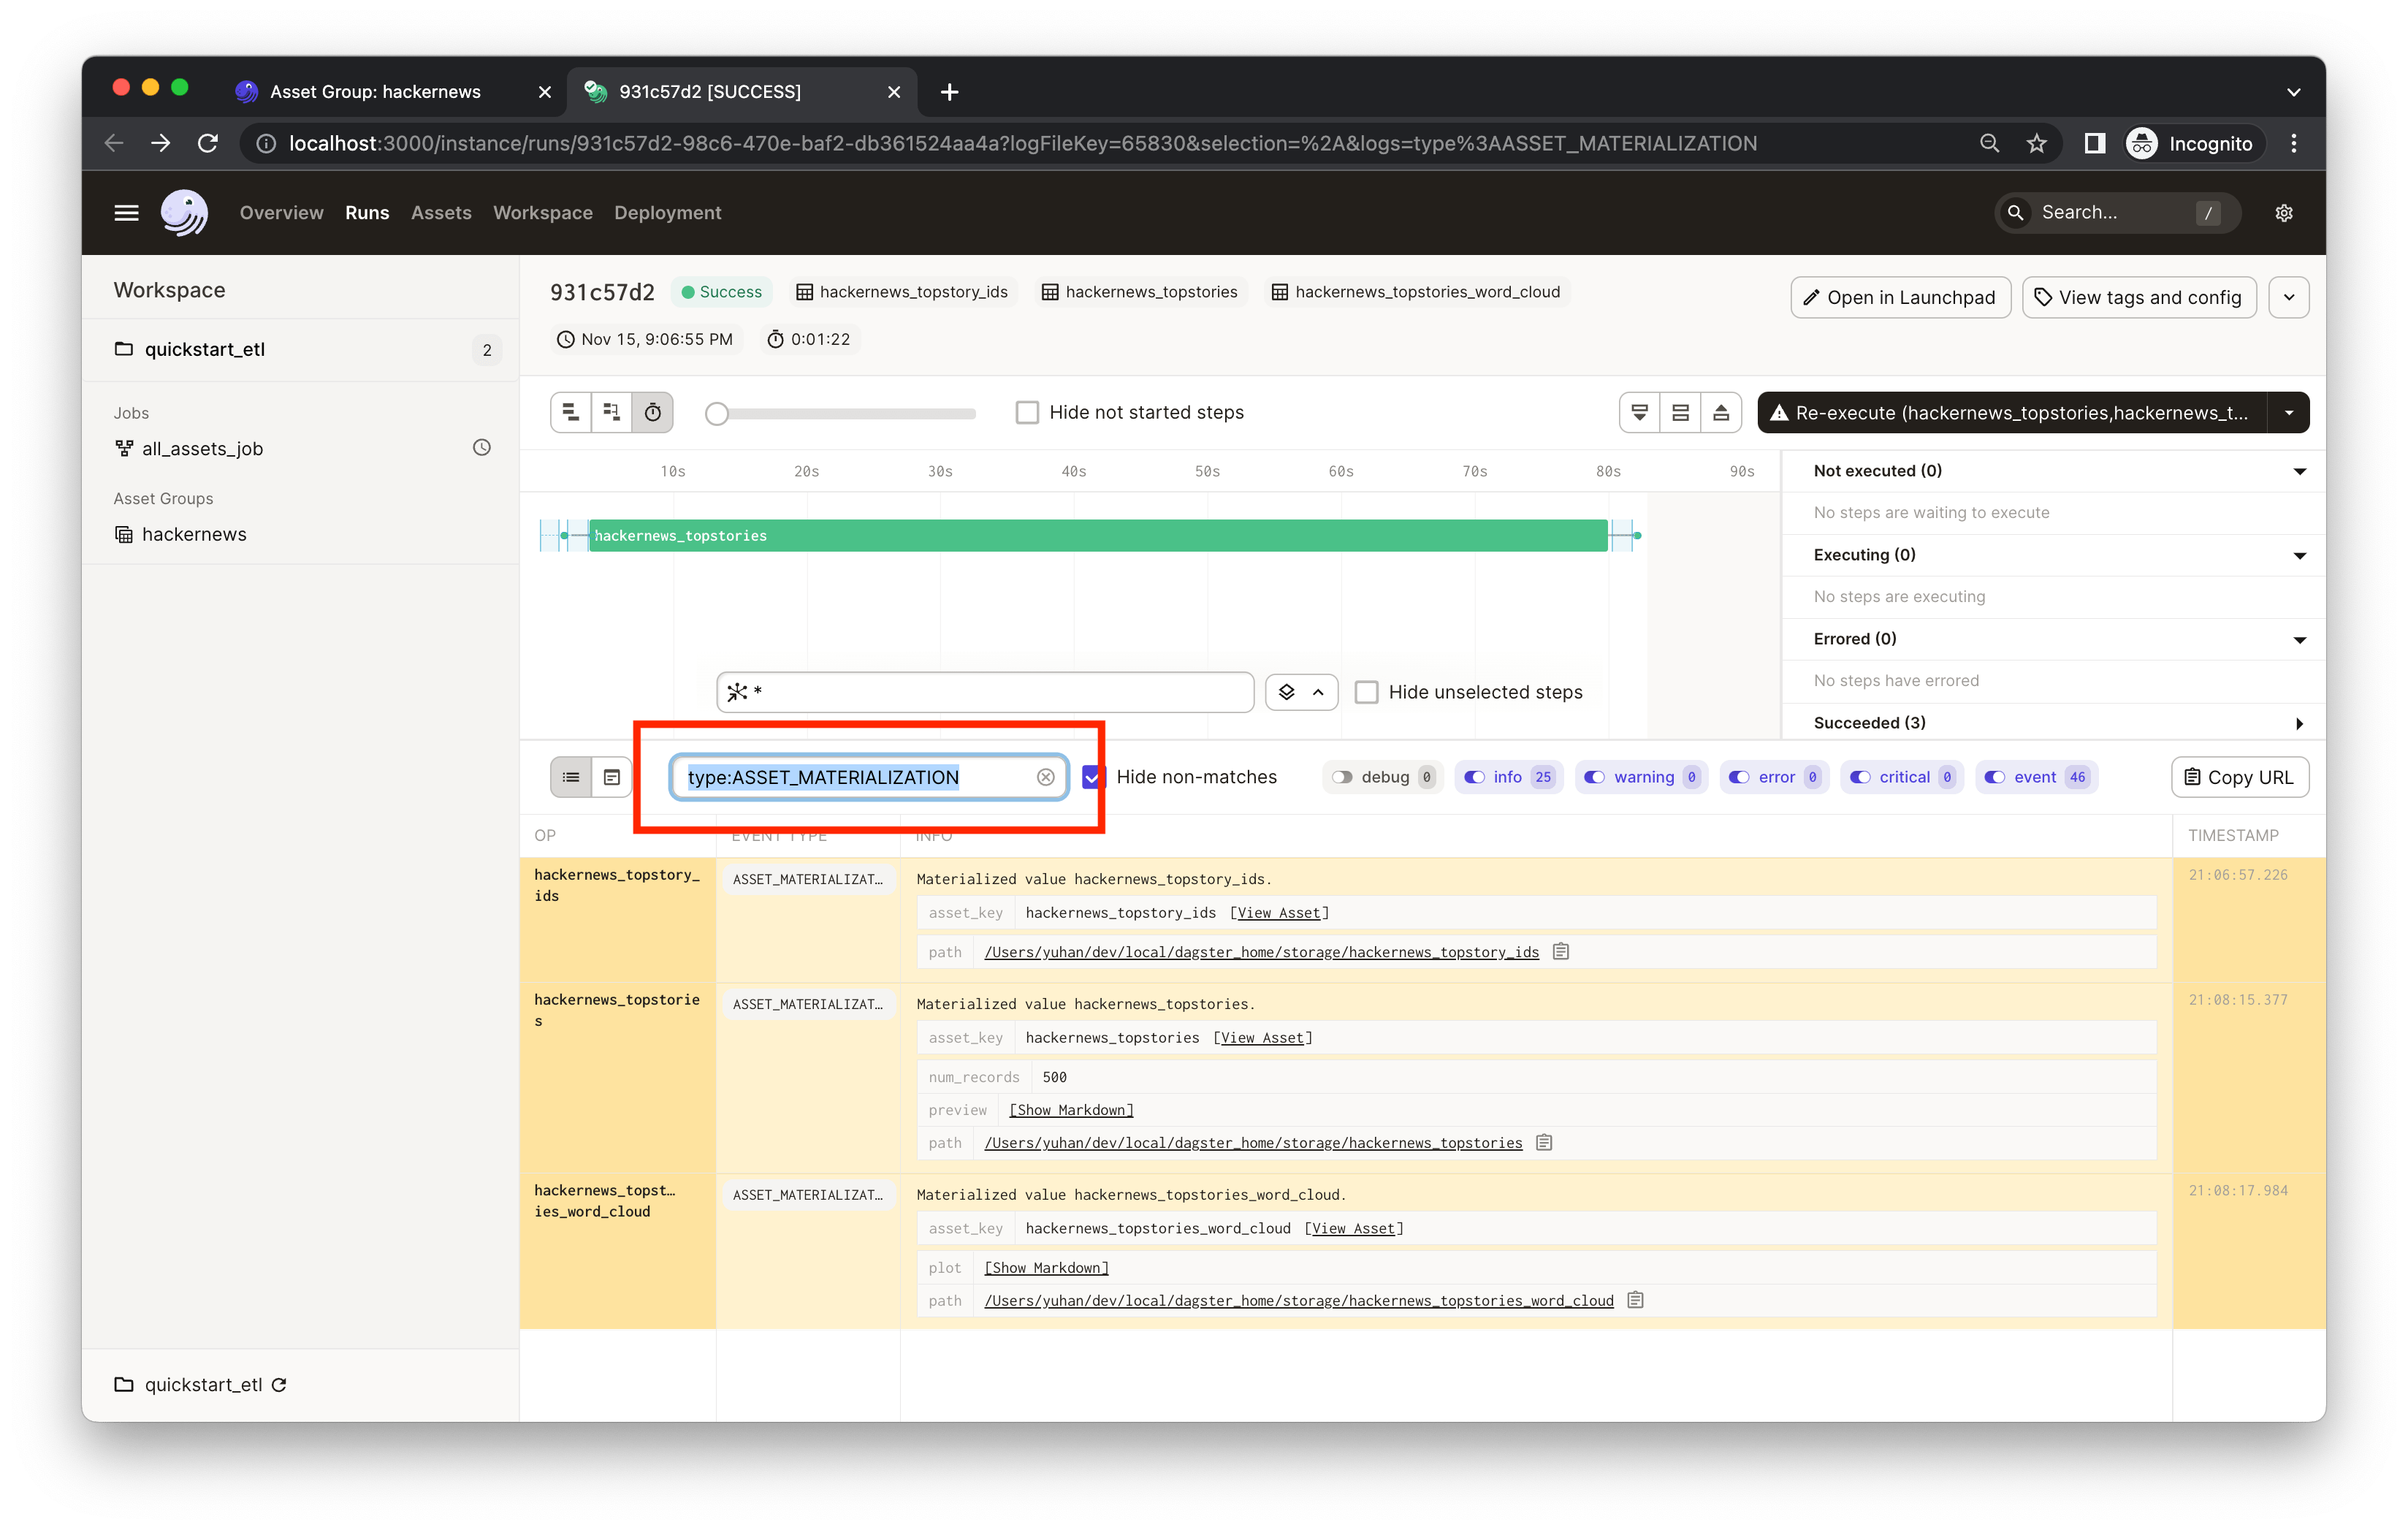 Asset Group: hackernews
931c57d2 [SUCCESS]
localhost:3000/instance/runs/931c57d2-98c6-470e-baf2-db361524aa4a?logFileKey=65830&selection=%2A&logs=type%3AASSET_MATERIALIZATION
Incognito
Overview Runs Assets Workspace Deployment
Search... /
Workspace
quickstart_etl 2
Jobs
all_assets_job
Asset Groups
hackernews
quickstart_etl
931c57d2 Success hackernews_topstory_ids hackernews_topstories hackernews_topstories_word_cloud
Open in Launchpad View tags and config
Nov 15, 9:06:55 PM 0:01:22
Hide not started steps
Re-execute (hackernews_topstories,hackernews_t...
10s 20s 30s 40s 50s 60s 70s 80s 90s
hackernews_topstories
Not executed (0)
No steps are waiting to execute
Executing (0)
No steps are executing
Errored (0)
No steps have errored
Succeeded (3)
*
Hide unselected steps
type:ASSET_MATERIALIZATION
Hide non-matches
debug 0 info 25 warning 0 error 0 critical 0 event 46
Copy URL
OP EVENT TYPE INFO TIMESTAMP
hackernews_topstory_
ids
ASSET_MATERIALIZAT…
Materialized value hackernews_topstory_ids.
21:06:57.226
asset_key hackernews_topstory_ids [View Asset]
path /Users/yuhan/dev/local/dagster_home/storage/hackernews_topstory_ids
hackernews_topstorie
s
ASSET_MATERIALIZAT…
Materialized value hackernews_topstories.
21:08:15.377
asset_key hackernews_topstories [View Asset]
num_records 500
preview [Show Markdown]
path /Users/yuhan/dev/local/dagster_home/storage/hackernews_topstories
hackernews_topst…
ies_word_cloud
ASSET_MATERIALIZAT…
Materialized value hackernews_topstories_word_cloud.
21:08:17.984
asset_key hackernews_topstories_word_cloud [View Asset]
plot [Show Markdown]
path /Users/yuhan/dev/local/dagster_home/storage/hackernews_topstories_word_cloud